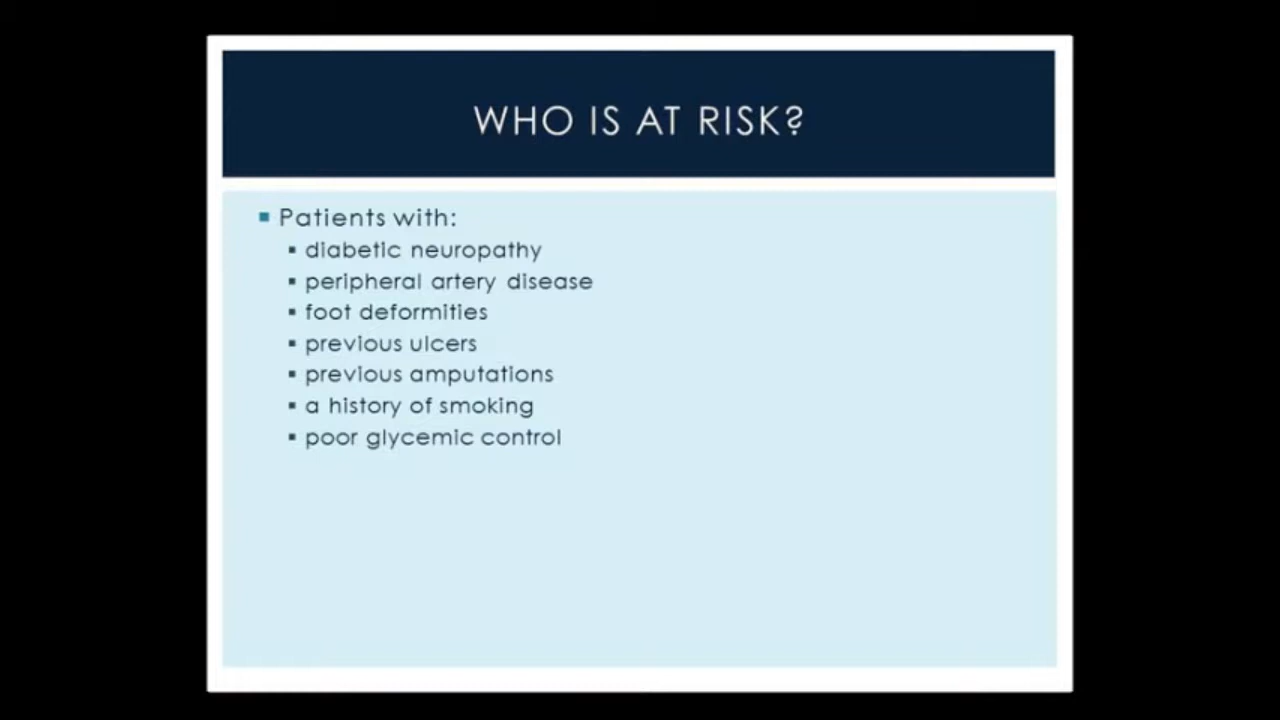 WHO IS AT RISK?
Patients with:
diabetic neuropathy
peripheral artery disease
foot deformities
previous ulcers
previous amputations
a history of smoking
poor glycemic control